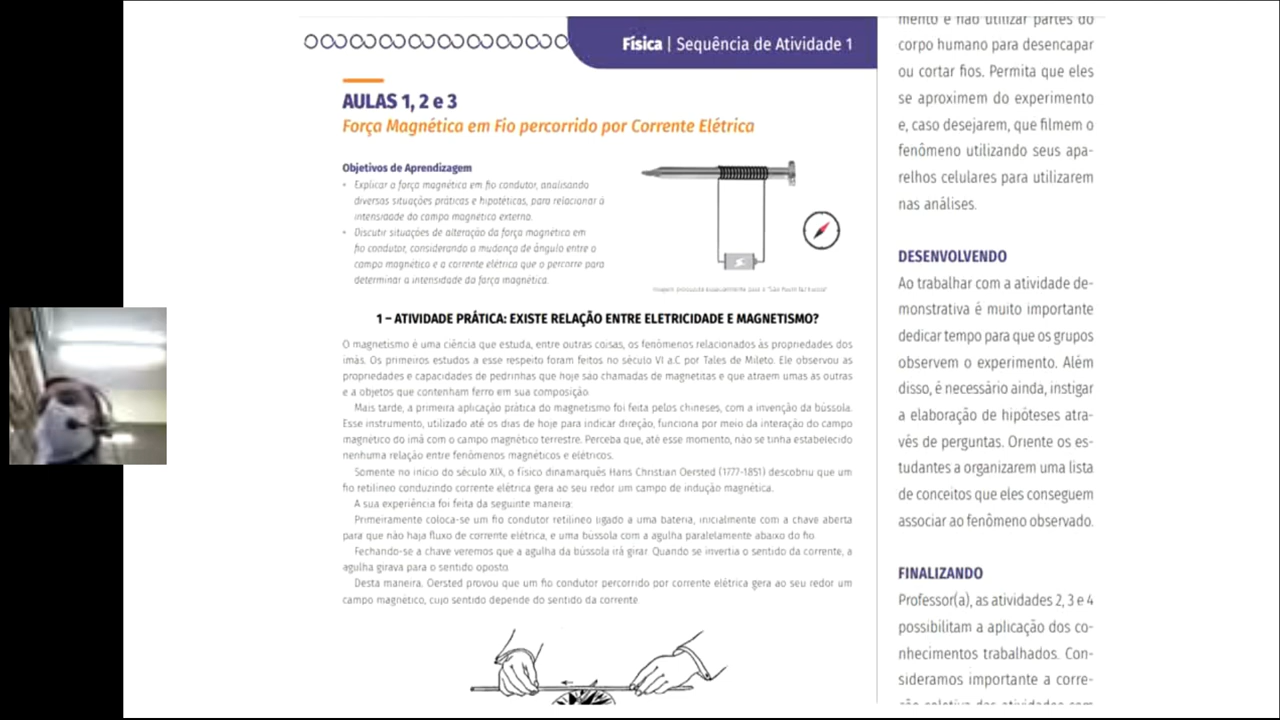 Física | Sequência de Atividade 1
AULAS 1, 2 e 3
Força Magnética em Fio percorrido por Corrente Elétrica
Objetivos de Aprendizagem
• Explicar a força magnética em fio condutor, analisando
diversas situações práticas e hipotéticas, para relacionar à
intensidade do campo magnético externo.
• Discutir situações de alteração da força magnética em
fio condutor, considerando a mudança de ângulo entre o
campo magnético e a corrente elétrica que o percorre para
determinar a intensidade da força magnética.
1 – ATIVIDADE PRÁTICA: EXISTE RELAÇÃO ENTRE ELETRICIDADE E MAGNETISMO?
O magnetismo é uma ciência que estuda, entre outras coisas, os fenômenos relacionados às propriedades dos
imãs. Os primeiros estudos a esse respeito foram feitos no século VI a.C por Tales de Mileto. Ele observou as
propriedades e capacidades de pedrinhas que hoje são chamadas de magnetitas e que atraem umas as outras
e a objetos que contenham ferro em sua composição
Mais tarde, a primeira aplicação prática do magnetismo foi feita pelos chineses, com a invenção da bússola.
Esse instrumento, utilizado até os dias de hoje para indicar direção, funciona por meio da interação do campo
magnético do imã com o campo magnético terrestre. Perceba que, até esse momento, não se tinha estabelecido
nenhuma relação entre fenômenos magnéticos e elétricos.
Somente no início do século XIX, o físico dinamarquês Hans Christian Oersted (1777-1851) descobriu que um
fio retilíneo conduzindo corrente elétrica gera ao seu redor um campo de indução magnética.
A sua experiência foi feita da seguinte maneira:
Primeiramente coloca-se um fio condutor retilíneo ligado a uma bateria, inicialmente com a chave aberta
para que não haja fluxo de corrente elétrica, e uma bússola com a agulha paralelamente abaixo do fio
Fechando-se a chave veremos que a agulha da bússola irá girar. Quando se invertia o sentido da corrente, a
agulha girava para o sentido oposto
Desta maneira. Oersted provou que um fio condutor percorrido por corrente elétrica gera ao seu redor um
campo magnético, cujo sentido depende do sentido da corrente
mento e não utilizar partes do
corpo humano para desencapar
ou cortar fios. Permita que eles
se aproximem do experimento
e, caso desejarem, que filmem o
fenômeno utilizando seus apa-
relhos celulares para utilizarem
nas análises.
DESENVOLVENDO
Ao trabalhar com a atividade de-
monstrativa é muito importante
dedicar tempo para que os grupos
observem o experimento. Além
disso, é necessário ainda, instigar
a elaboração de hipóteses atra-
vés de perguntas. Oriente os es-
tudantes a organizarem uma lista
de conceitos que eles conseguem
associar ao fenômeno observado.
FINALIZANDO
Professor(a), as atividades 2, 3 e 4
possibilitam a aplicação dos co-
nhecimentos trabalhados. Con-
sideramos importante a corre-